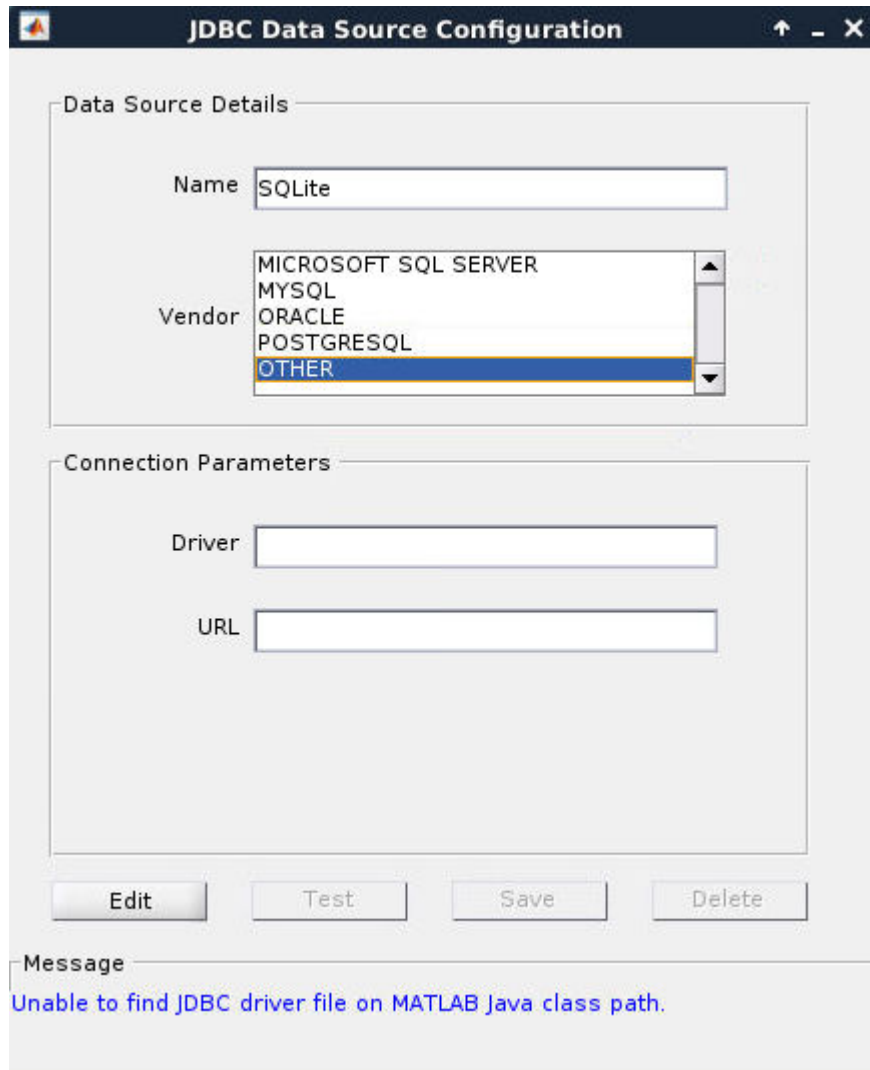 JDBC Data Source Configuration
Data Source Details
Name SQLite
MICROSOFT SQL SERVER
MYSQL
Vendor ORACLE
POSTGRESQL
OTHER
Connection Parameters
Driver
URL
Edit Test Save Delete
Message
Unable to find JDBC driver file on MATLAB Java class path.